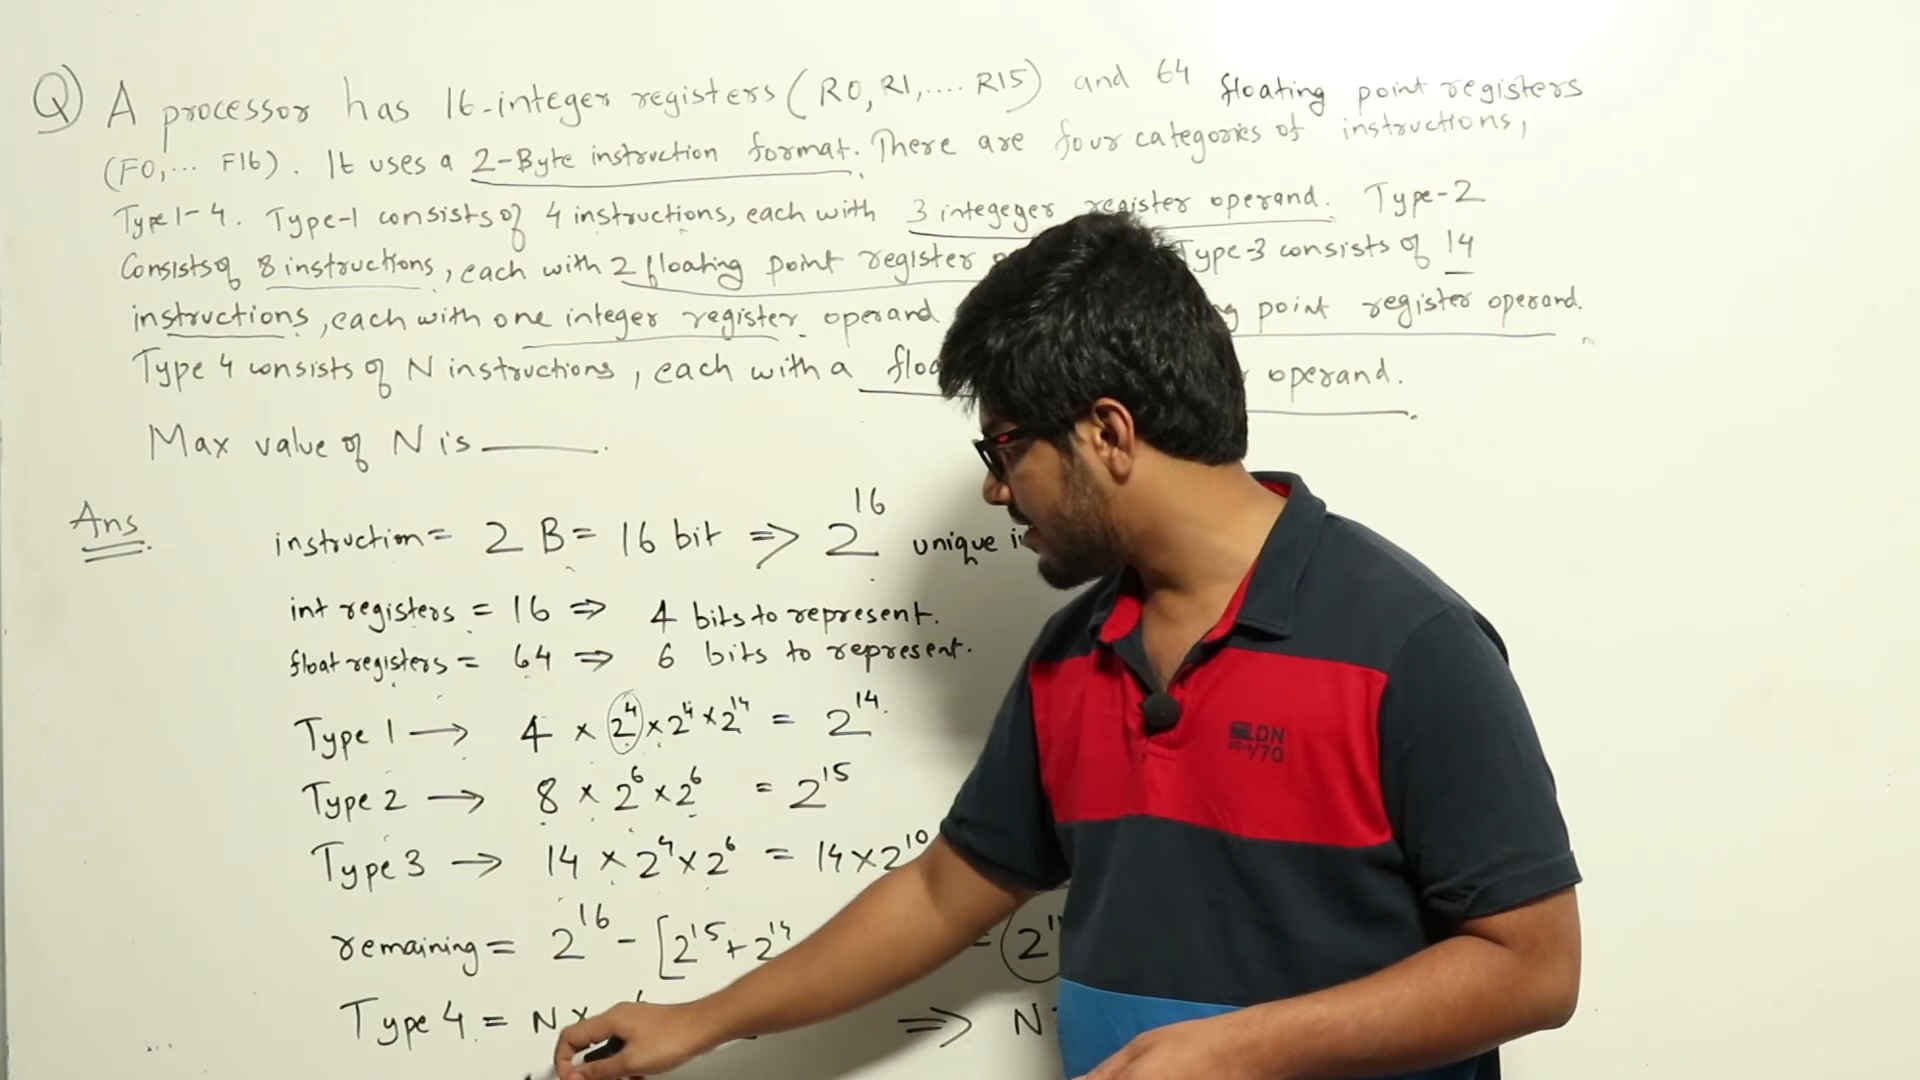 Q) A processor has 16-integer registers (R0, R1, .... R15) and 64 floating point registers
(F0,... F16). It uses a 2-Byte instruction format. There are four categories of instructions,
Type 1-4. Type-1 consists of 4 instructions, each with 3 integeger register operand. Type-2
Consists of 8 instructions, each with 2 floating point register Type-3 consists of 14
instructions, each with one integer register operand point register operand.
Type 4 consists of N instructions, each with a operand.
Max value of N is ______.
Ans
instruction = 2 B = 16 bit => 2^16 unique
int registers = 16 => 4 bits to represent.
float registers = 64 => 6 bits to represent.
Type 1 → 4 × 2^4 × 2^4 × 2^14 = 2^14.
Type 2 → 8 × 2^6 × 2^6 = 2^15
Type 3 → 14 × 2^4 × 2^6 = 14 × 2^10
remaining = 2^16 - [2^15 + 2^14 =
Type 4 = N × => N =
LDN
/70